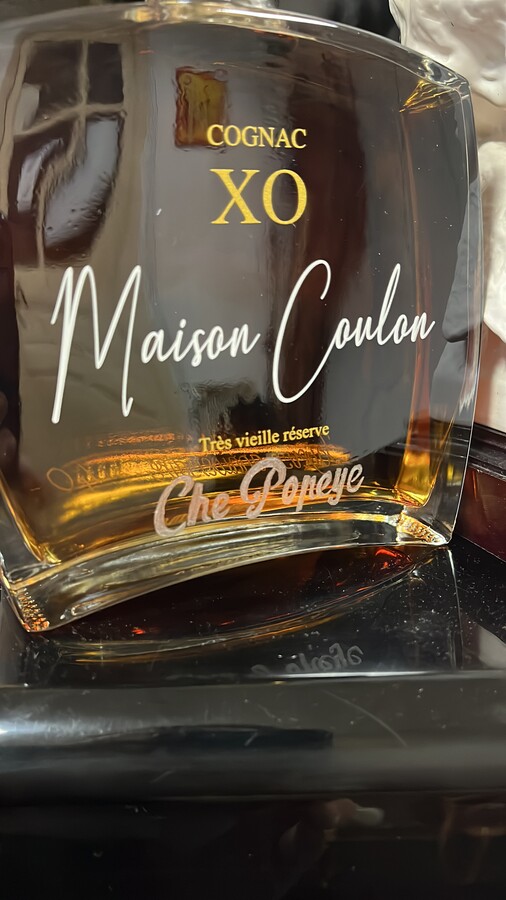 COGNAC
XO
Maison Coulon
Très vieille réserve
Che Popeye